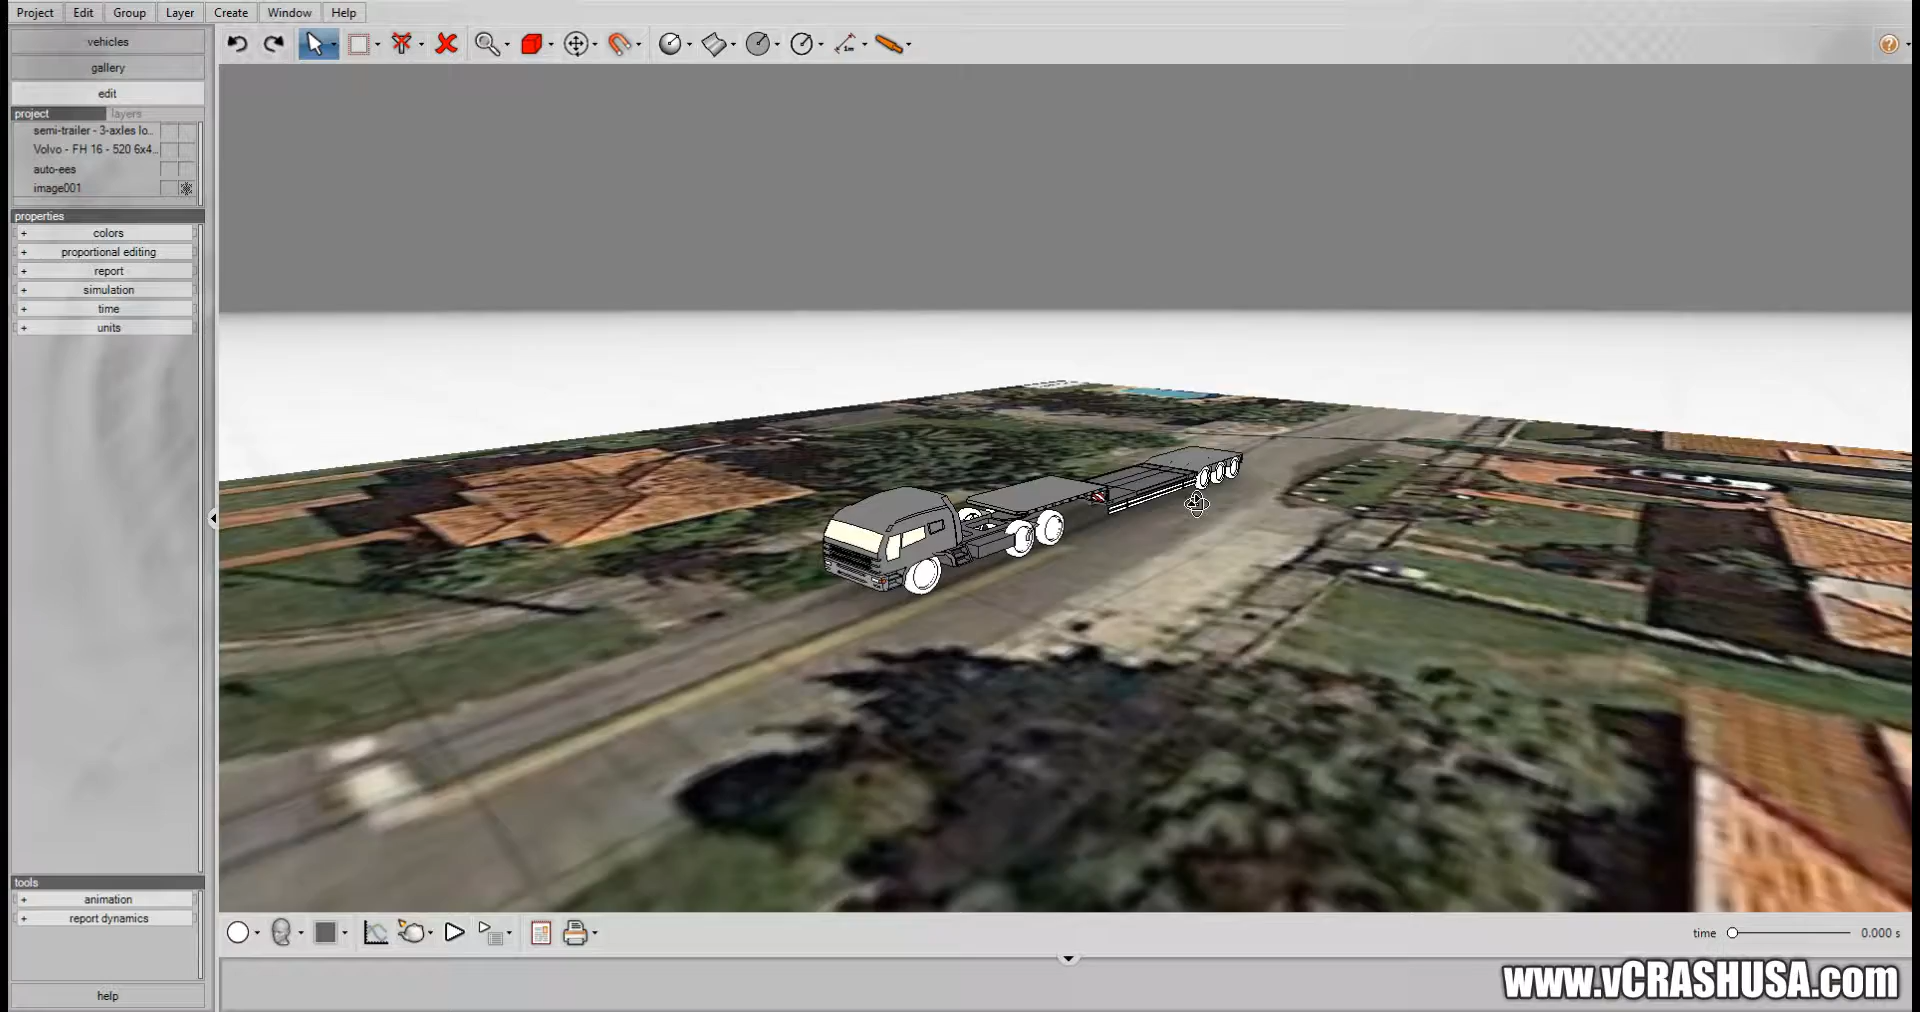 Project Edit Group Layer Create Window Help
vehicles
gallery
edit
project layers
semi-trailer - 3-axles lo...
Volvo - FH 16 - 520 6x4...
auto-ees
image001
properties
+ colors
+ proportional editing
+ report
+ simulation
+ time
+ units
tools
+ animation
+ report dynamics
help
1m
?
time 0.000 s
www.vCRASHUSA.com